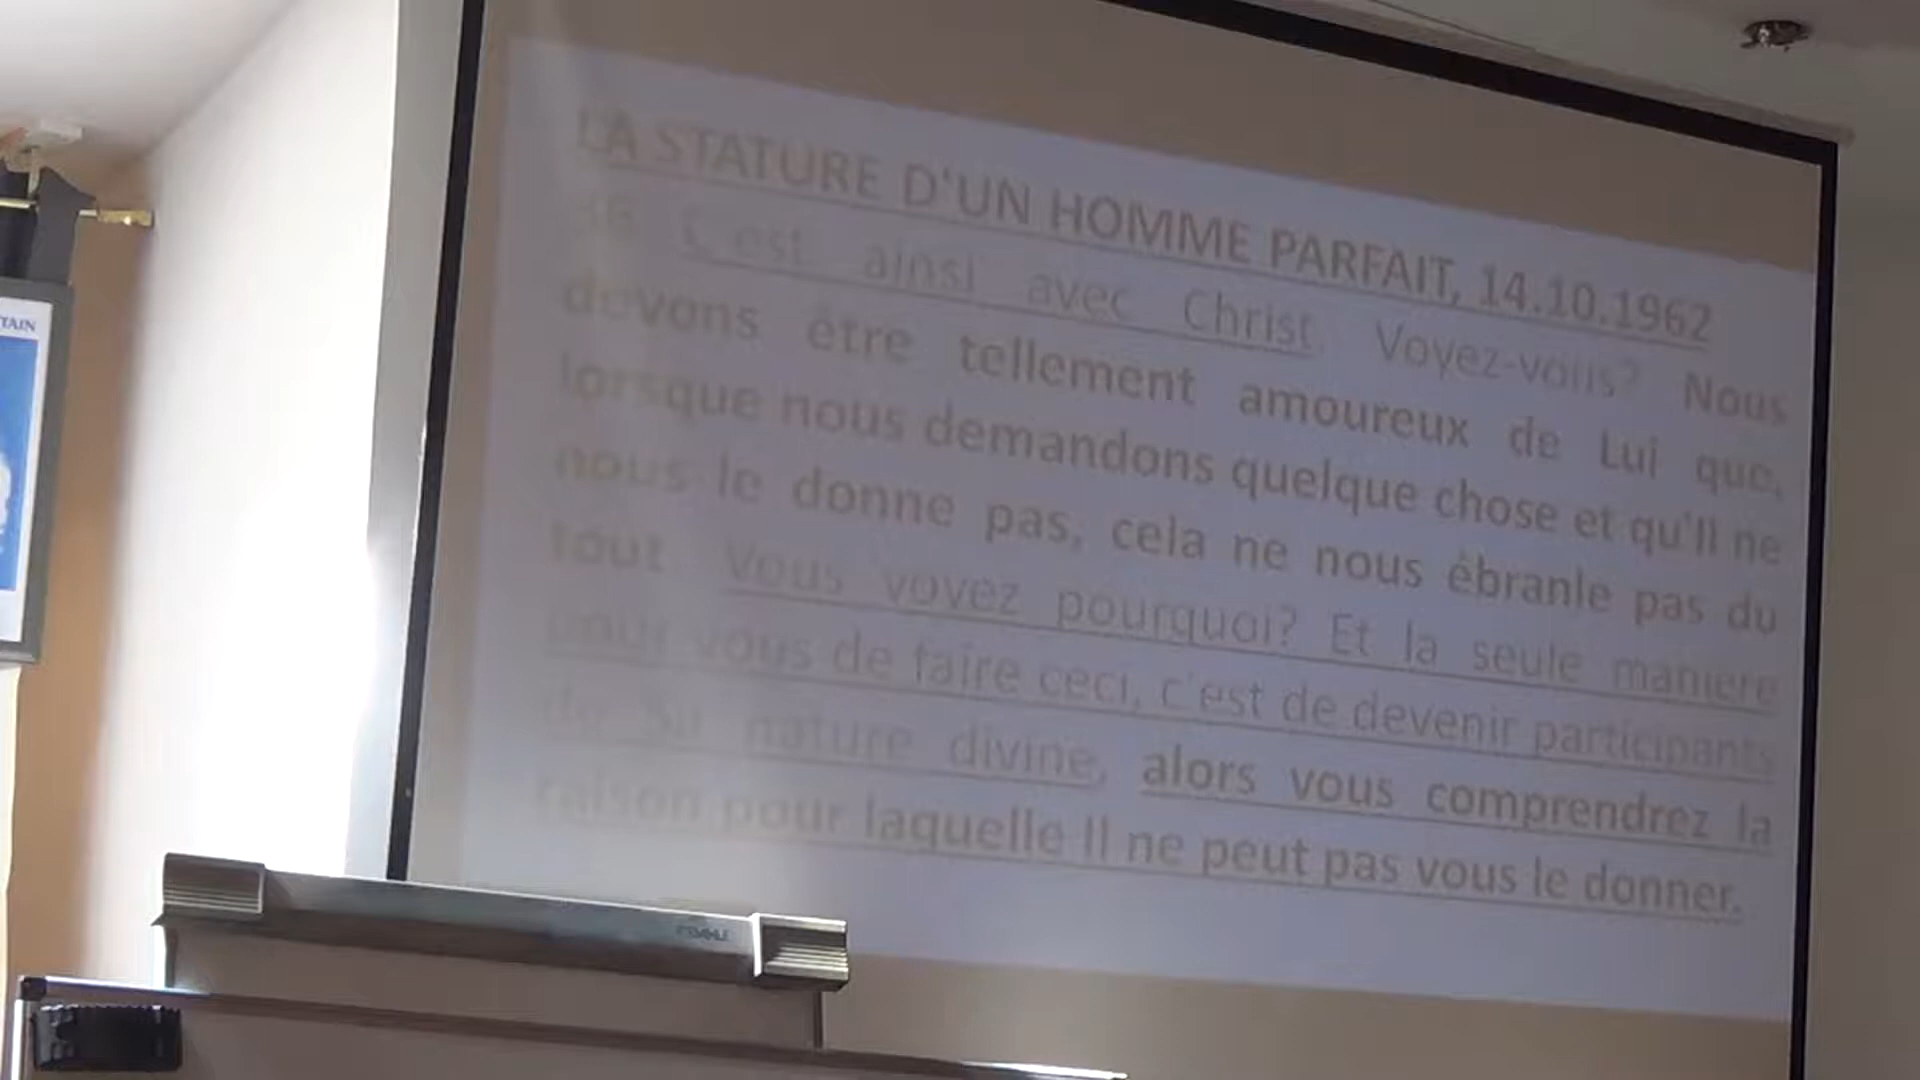 LA STATURE D'UN HOMME PARFAIT, 14.10.1962
C'est ainsi avec Christ. Voyez-vous? Nous
devons être tellement amoureux de Lui que,
lorsque nous demandons quelque chose et qu'Il ne
nous le donne pas, cela ne nous ébranle pas du
tout. Vous voyez pourquoi? Et la seule manière
pour vous de faire ceci, c'est de devenir participants
de Sa nature divine, alors vous comprendrez la
raison pour laquelle Il ne peut pas vous le donner.
TAIN